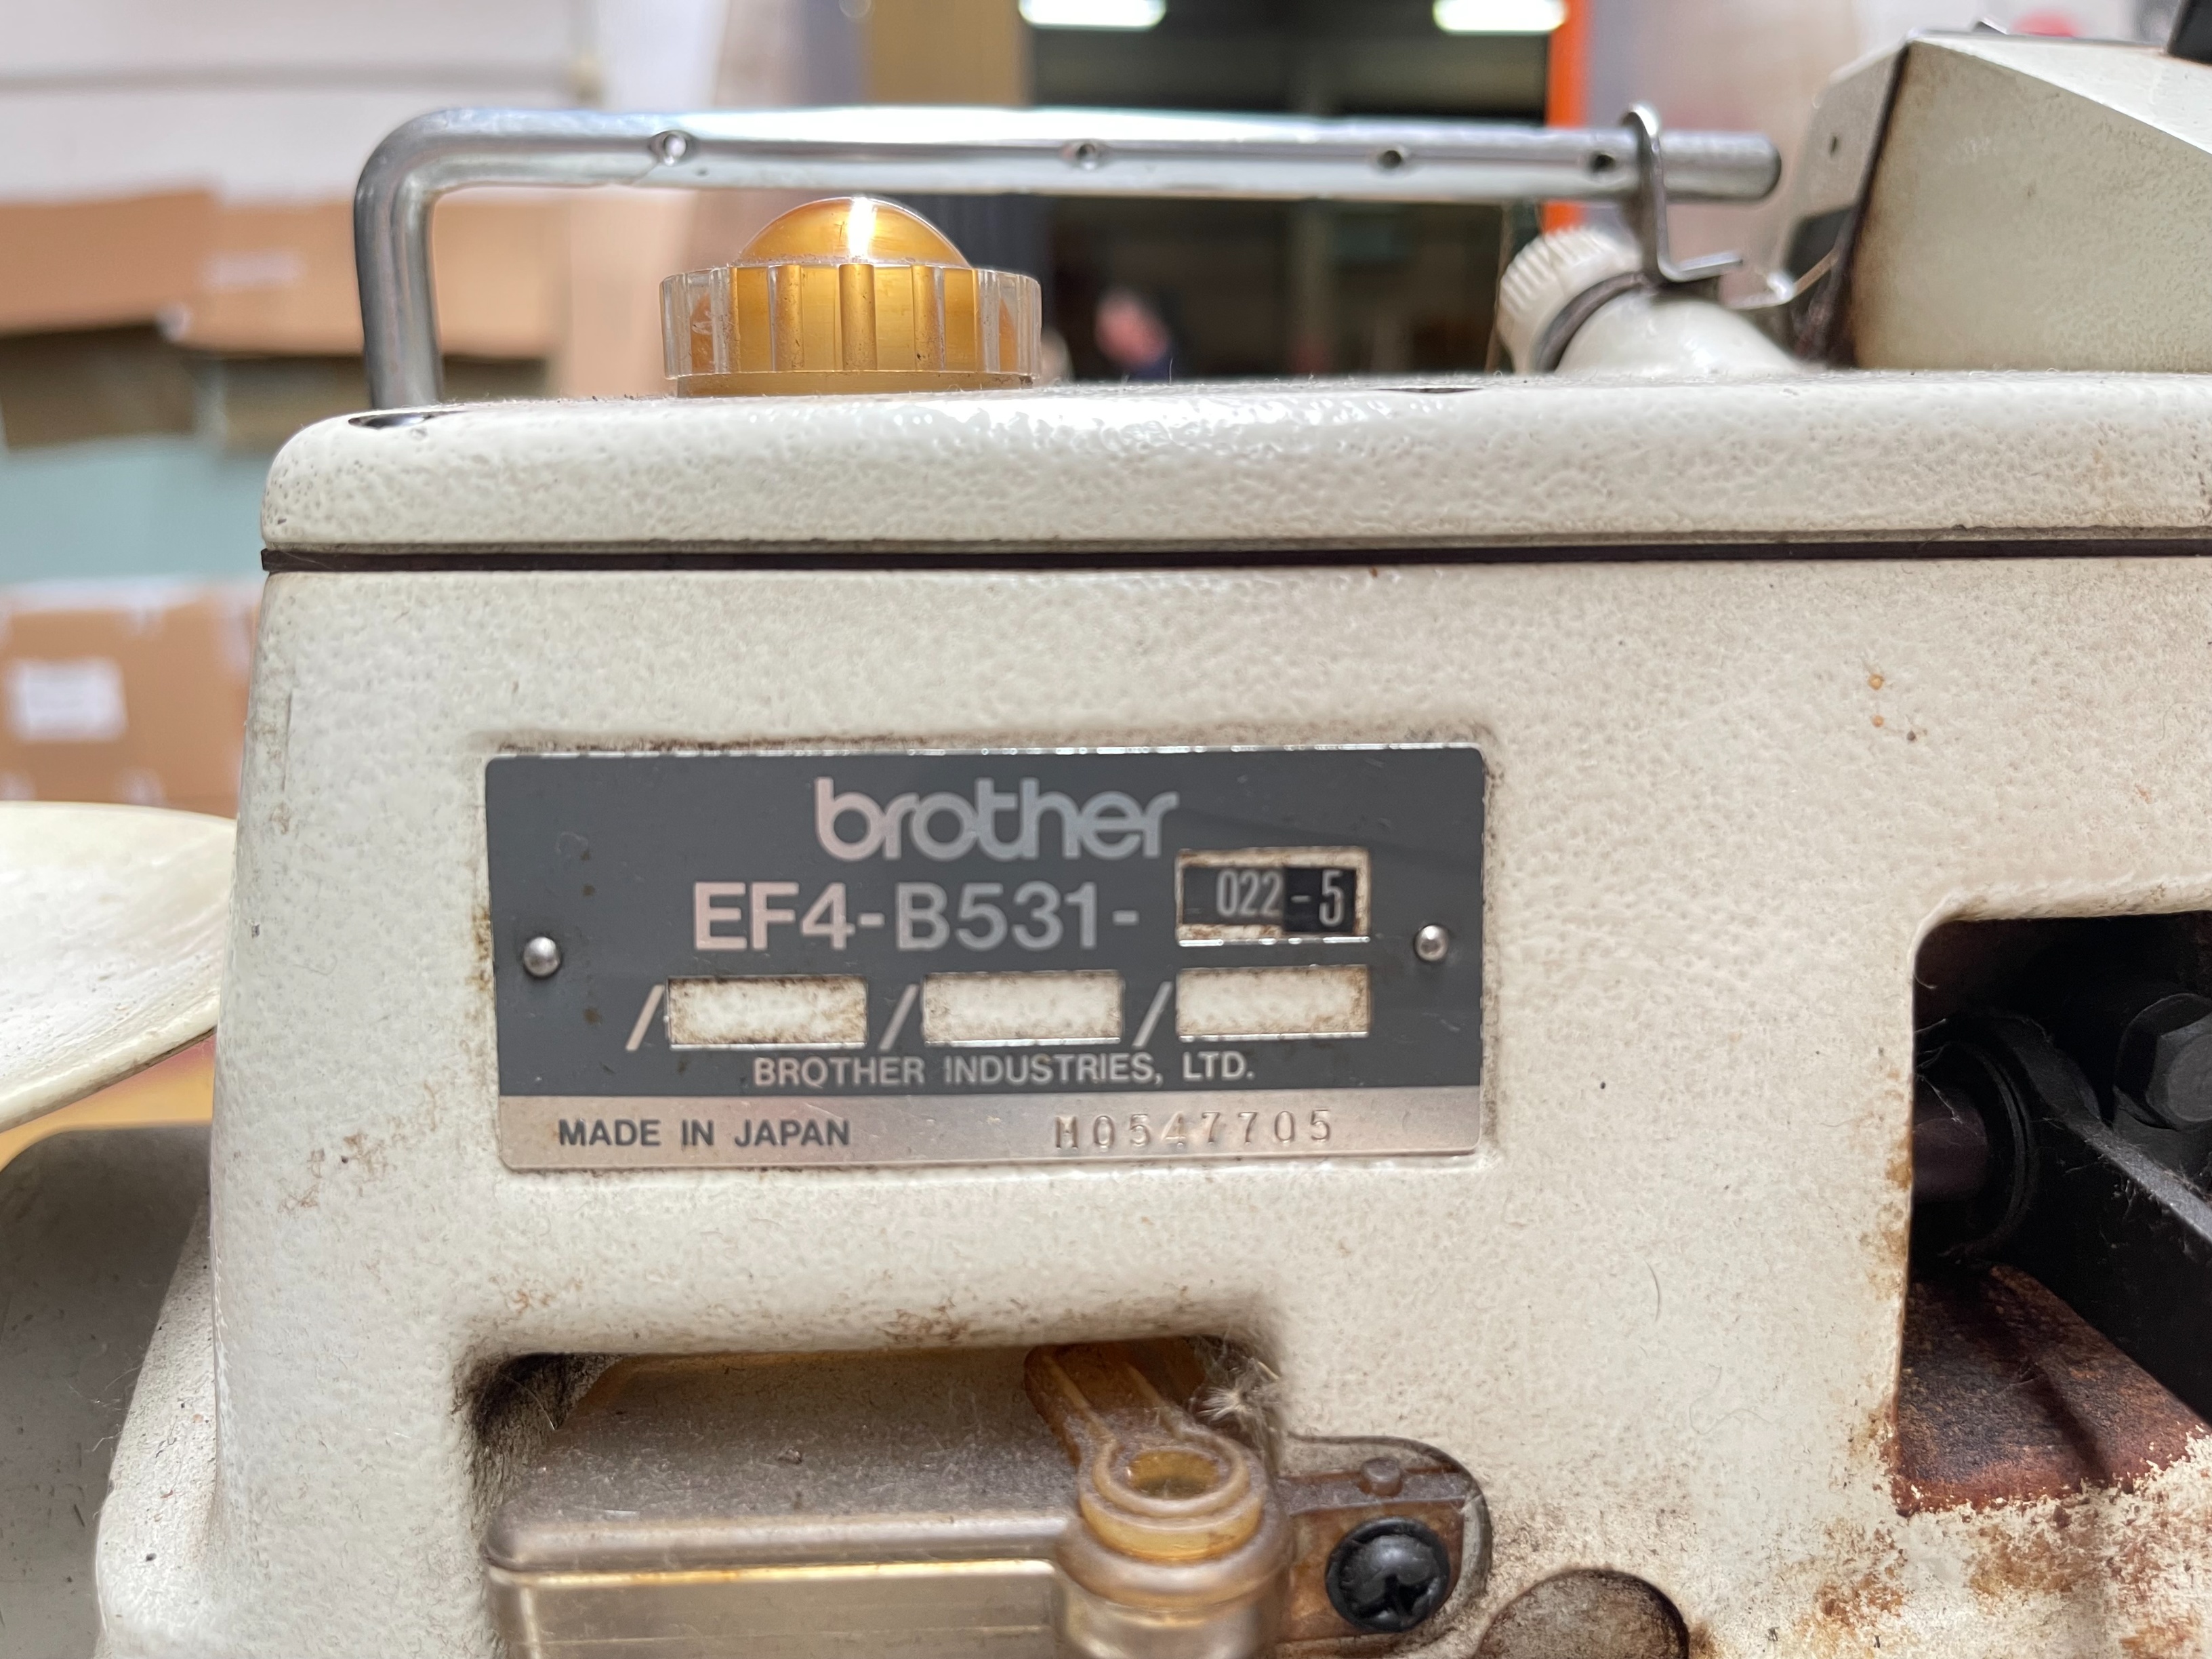 brother
EF4-B531- 022-5
/ / /
BROTHER INDUSTRIES, LTD.
MADE IN JAPAN M0547705